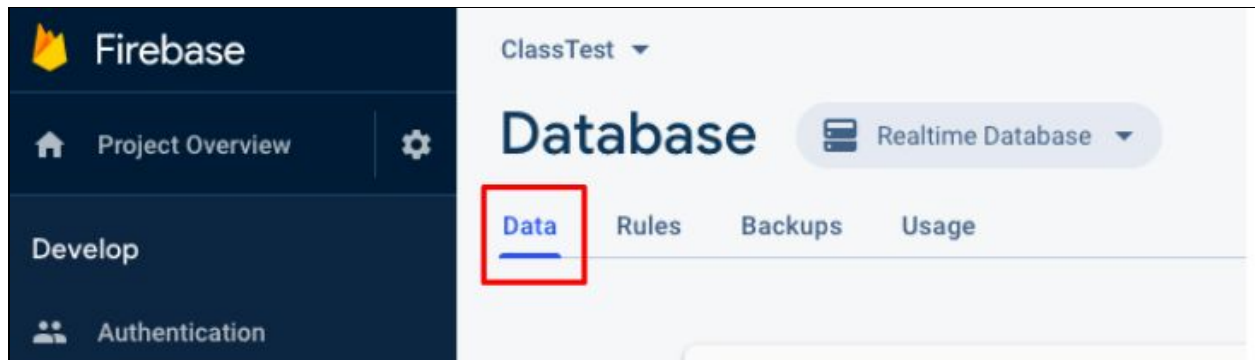 Firebase
Project Overview
Develop
Authentication
ClassTest
Database Realtime Database
Data Rules Backups Usage